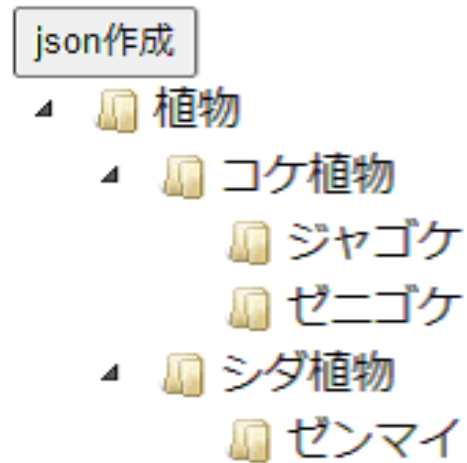 json作成
植物
コケ植物
ジャゴケ
ゼニゴケ
シダ植物
ゼンマイ